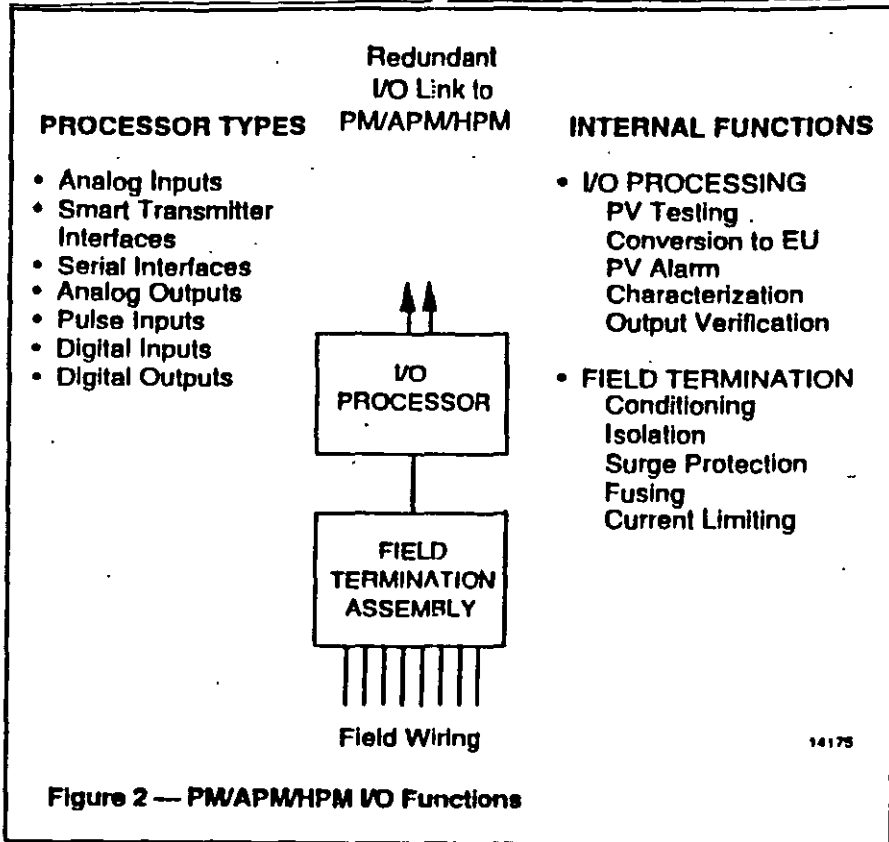 Redundant
I/O Link to
PM/APM/HPM
PROCESSOR TYPES
• Analog Inputs
• Smart Transmitter
Interfaces
• Serial Interfaces
• Analog Outputs
• Pulse Inputs
• Digital Inputs
• Digital Outputs
I/O
PROCESSOR
FIELD
TERMINATION
ASSEMBLY
Field Wiring
INTERNAL FUNCTIONS
• I/O PROCESSING
PV Testing
Conversion to EU
PV Alarm
Characterization
Output Verification
• FIELD TERMINATION
Conditioning
Isolation
Surge Protection
Fusing
Current Limiting
14175
Figure 2 — PM/APM/HPM I/O Functions